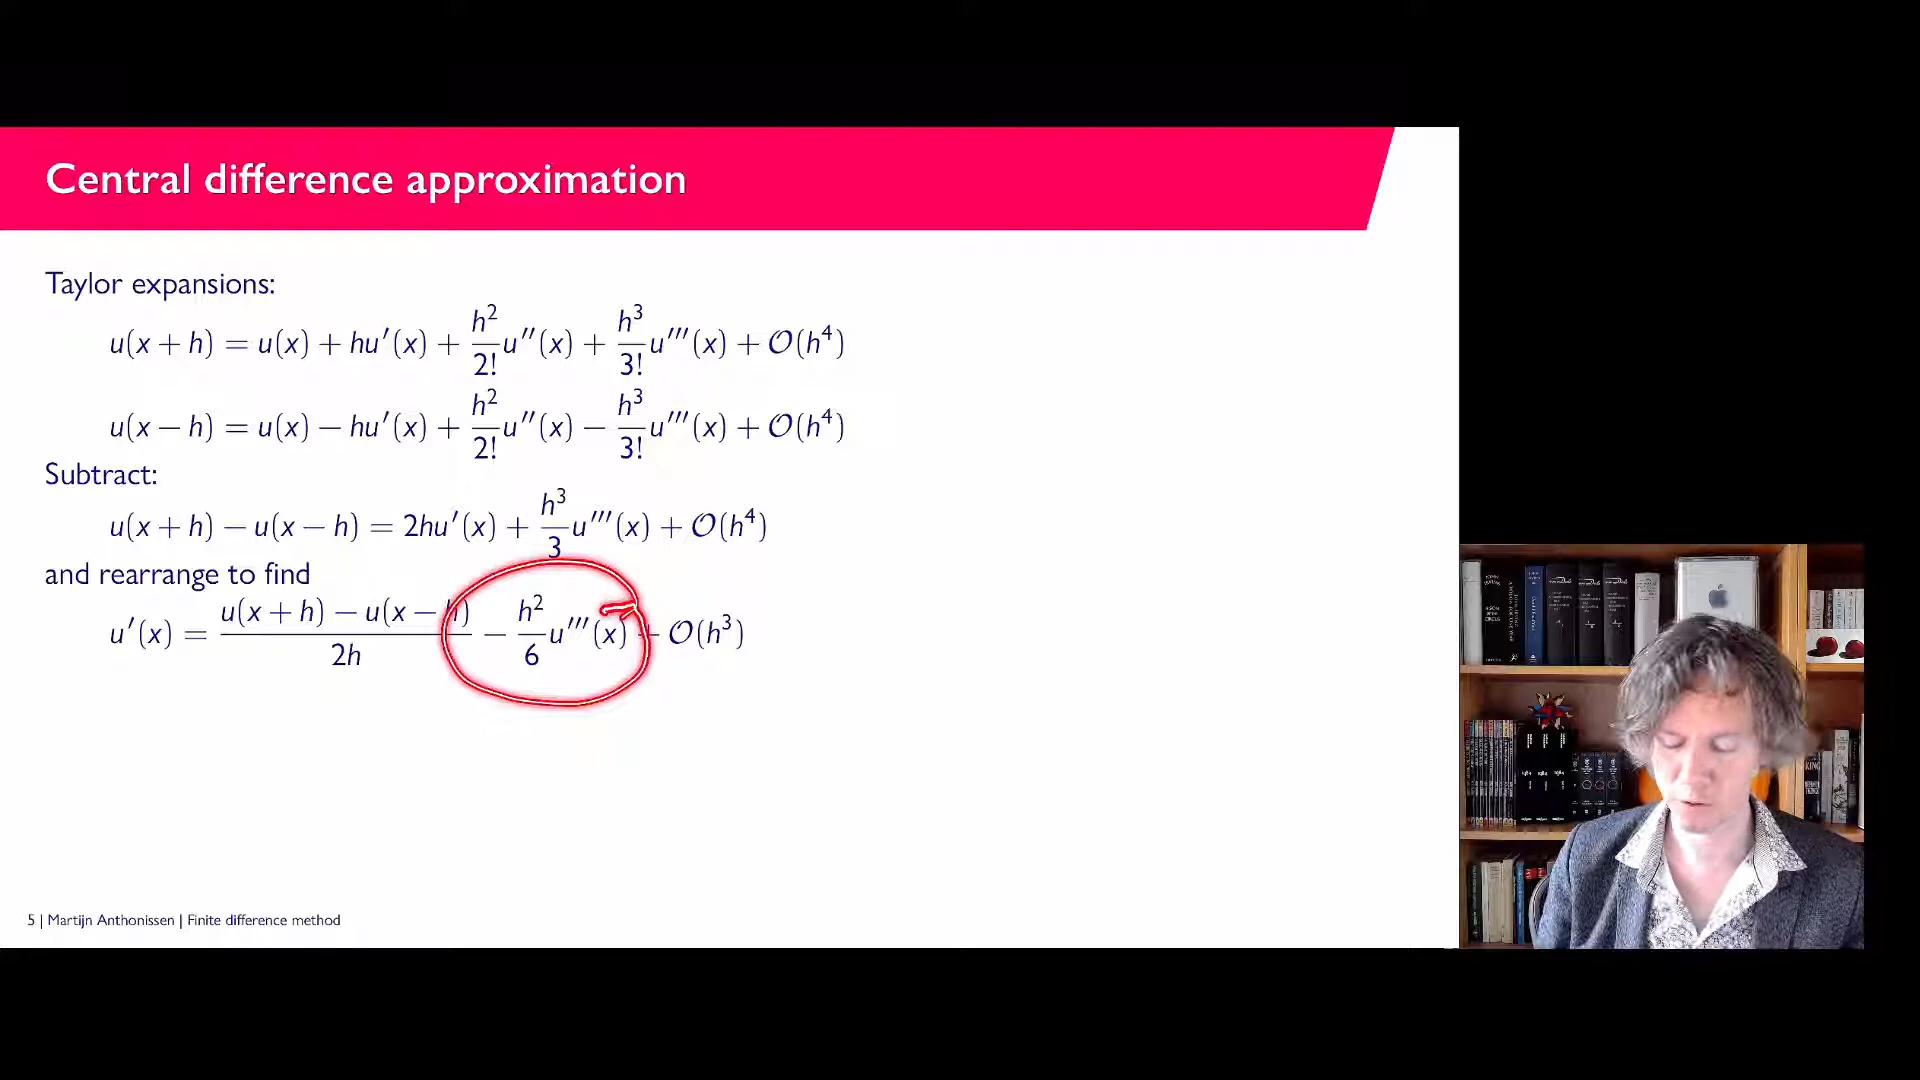 Central difference approximation
Taylor expansions:
u(x + h) = u(x) + hu′(x) + h²/2! u″(x) + h³/3! u‴(x) + O(h⁴)
u(x − h) = u(x) − hu′(x) + h²/2! u″(x) − h³/3! u‴(x) + O(h⁴)
Subtract:
u(x + h) − u(x − h) = 2hu′(x) + h³/3 u‴(x) + O(h⁴)
and rearrange to find
u′(x) = u(x + h) − u(x − h)/2h − h²/6 u‴(x) + O(h³)
5 | Martijn Anthonissen | Finite difference method